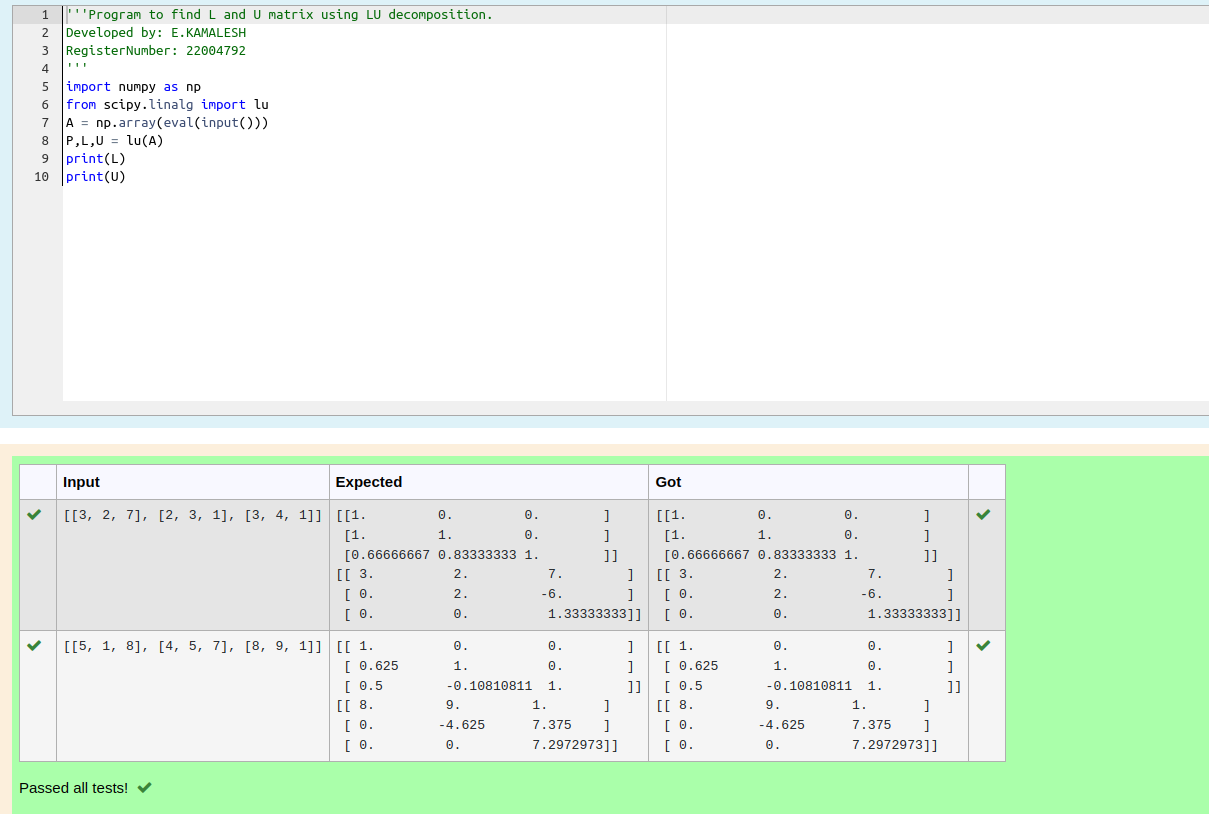 1 '''Program to find L and U matrix using LU decomposition.
2 Developed by: E.KAMALESH
3 RegisterNumber: 22004792
4 '''
5 import numpy as np
6 from scipy.linalg import lu
7 A = np.array(eval(input()))
8 P,L,U = lu(A)
9 print(L)
10 print(U)
Input Expected Got
[[3, 2, 7], [2, 3, 1], [3, 4, 1]] [[1. 0. 0. ] [[1. 0. 0. ]
[1. 1. 0. ] [1. 1. 0. ]
[0.66666667 0.83333333 1. ]] [0.66666667 0.83333333 1. ]]
[[ 3. 2. 7. ] [[ 3. 2. 7. ]
[ 0. 2. -6. ] [ 0. 2. -6. ]
[ 0. 0. 1.33333333]] [ 0. 0. 1.33333333]]
[[5, 1, 8], [4, 5, 7], [8, 9, 1]] [[ 1. 0. 0. ] [[ 1. 0. 0. ]
[ 0.625 1. 0. ] [ 0.625 1. 0. ]
[ 0.5 -0.10810811 1. ]] [ 0.5 -0.10810811 1. ]]
[[ 8. 9. 1. ] [[ 8. 9. 1. ]
[ 0. -4.625 7.375 ] [ 0. -4.625 7.375 ]
[ 0. 0. 7.2972973]] [ 0. 0. 7.2972973]]
Passed all tests!